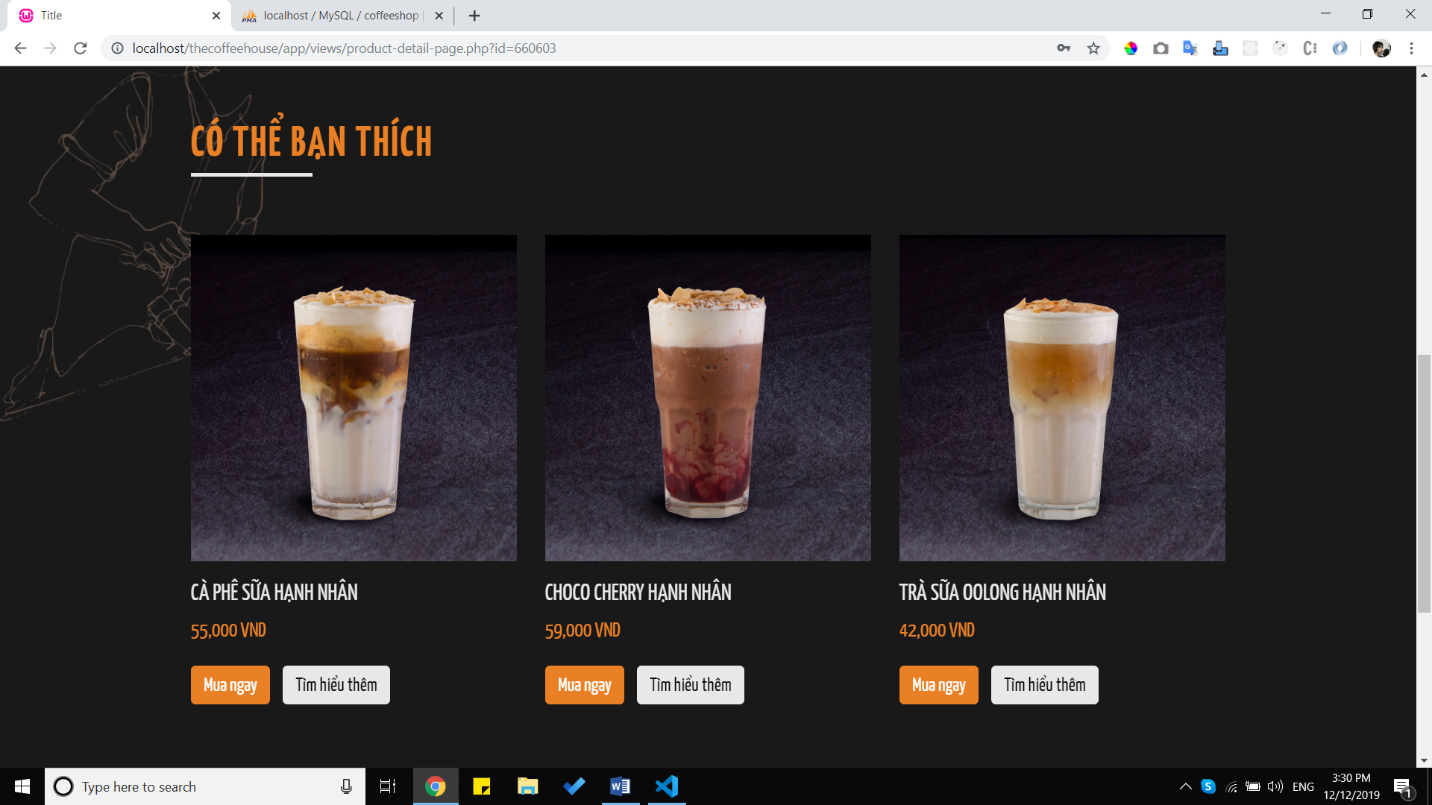 Title
localhost / MySQL / coffeeshop |
localhost/thecoffeehouse/app/views/product-detail-page.php?id=660603
CÓ THỂ BẠN THÍCH
CÀ PHÊ SỮA HẠNH NHÂN
55,000 VND
Mua ngay
Tìm hiểu thêm
CHOCO CHERRY HẠNH NHÂN
59,000 VND
Mua ngay
Tìm hiểu thêm
TRÀ SỮA OOLONG HẠNH NHÂN
42,000 VND
Mua ngay
Tìm hiểu thêm
Type here to search
ENG
3:30 PM
12/12/2019
1